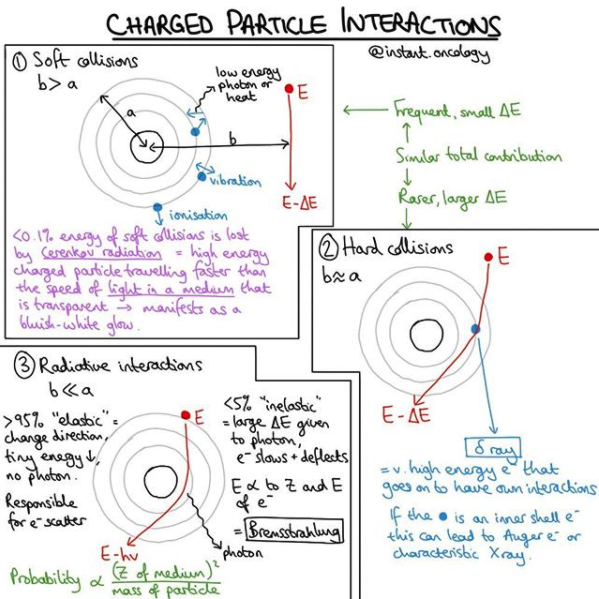 CHARGED PARTICLE INTERACTIONS
@instant.oncology
① Soft collisions
b > a
low energy
photon or
heat
E
a
b
vibration
ionisation
E-ΔE
<0.1% energy of soft collisions is lost
by Cerenkov radiation = high energy
charged particle travelling faster than
the speed of light in a medium that
is transparent → manifests as a
bluish-white glow.
Frequent, small ΔE
Similar total contribution
Rarer, larger ΔE
② Hard collisions
b ≈ a
E
E-ΔE
δ ray
= v. high energy e⁻ that
goes on to have own interactions
If the ● is an inner shell e⁻
this can lead to Auger e⁻ or
characteristic Xray.
③ Radiative interactions
b << a
>95% "elastic" =
change direction,
tiny energy ↓,
no photon.
Responsible
for e⁻ scatter
E
<5% "inelastic"
= large ΔE given
to photon,
e⁻ slows + deflects
E ∝ to Z and E
of e⁻
= Bremsstrahlung
E-hν
photon
Probability ∝ (Z of medium)²
mass of particle